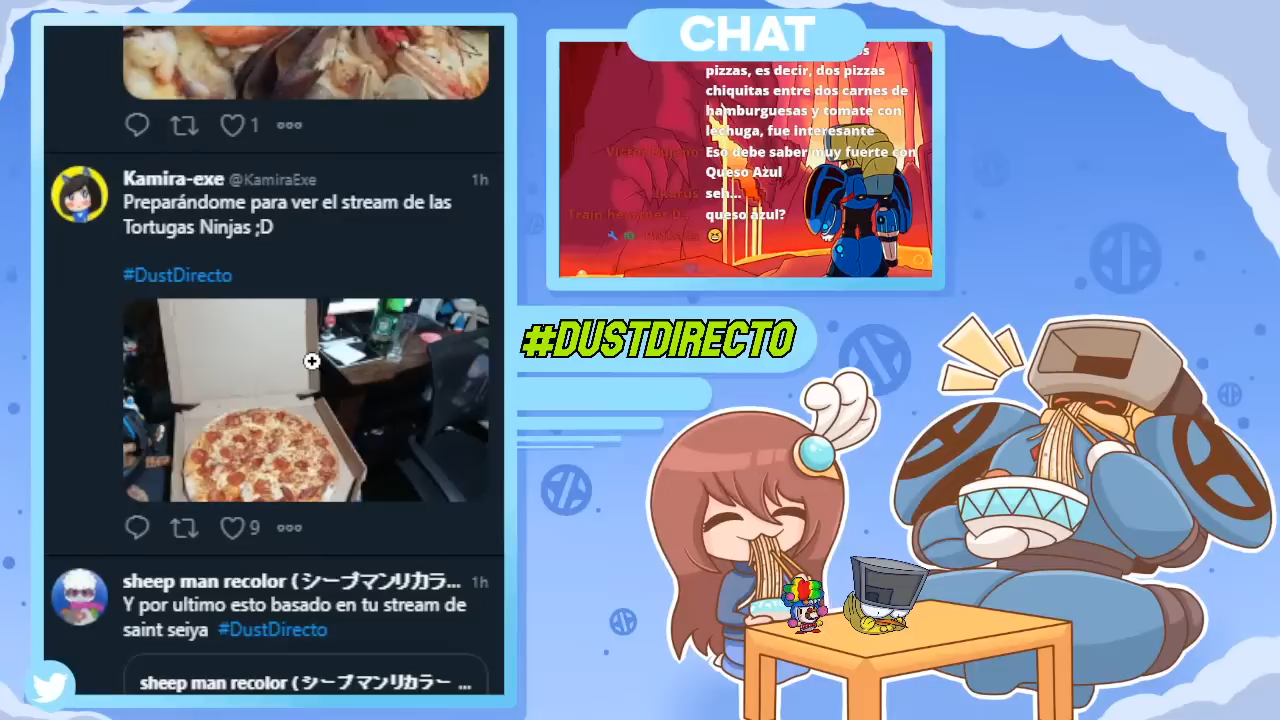 1
Kamira-exe @KamiraExe 1h
Preparándome para ver el stream de las
Tortugas Ninjas ;D
#DustDirecto
9
sheep man recolor (シープマンリカラ... 1h
Y por ultimo esto basado en tu stream de
saint seiya #DustDirecto
sheep man recolor (シープマンリカラー ...
CHAT
pizzas, es decir, dos pizzas
chiquitas entre dos carnes de
hamburguesas y tomate con
lechuga, fue interesante
Eso debe saber muy fuerte con
Queso Azul
seh...
queso azul?
#DUSTDIRECTO